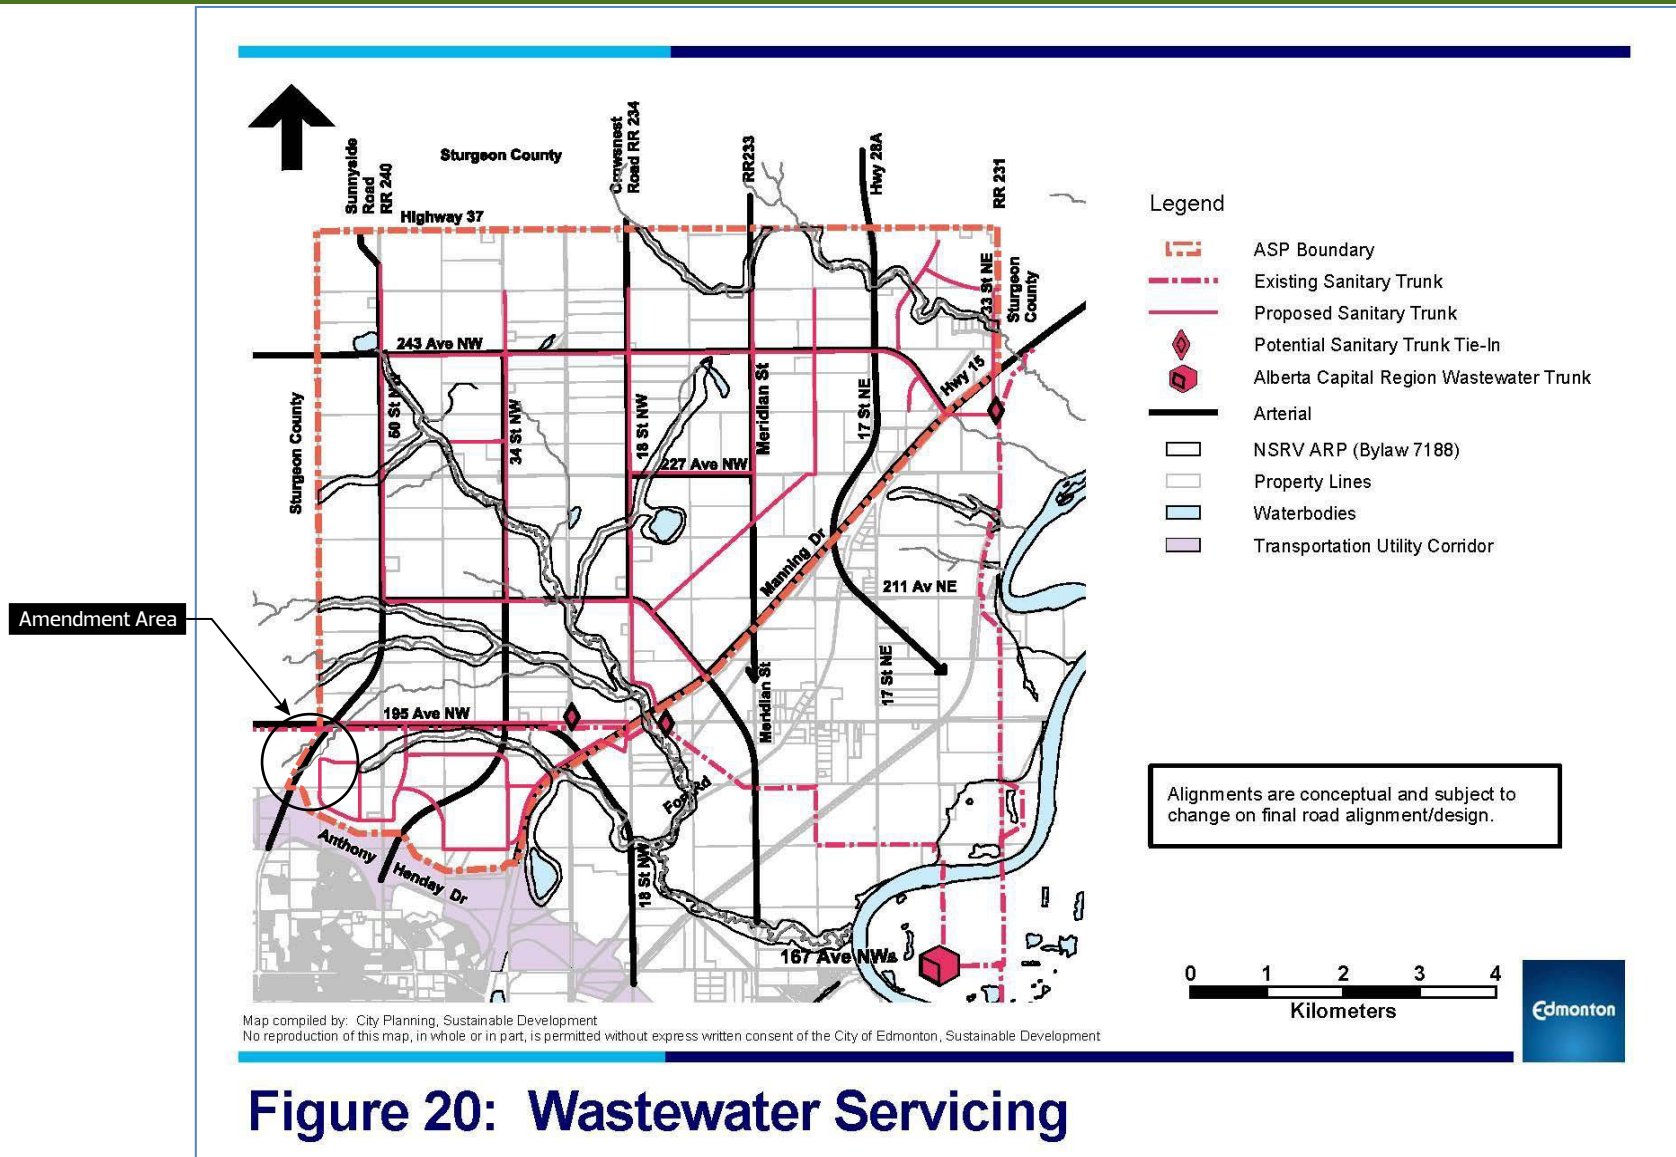 Sunnyside
Road
RR 240
Sturgeon County
Crowsnest
Road RR 234
RR233
Hwy 28A
RR 231
Highway 37
33 St NE
Sturgeon
County
243 Ave NW
Hwy 15
Sturgeon County
50 St NW
34 St NW
18 St NW
Meridian St
17 St NE
227 Ave NW
Manning Dr
211 Av NE
Amendment Area
195 Ave NW
Meridian St
17 St NE
Fort Rd
Anthony
Henday Dr
18 St NW
167 Ave NW
Legend
ASP Boundary
Existing Sanitary Trunk
Proposed Sanitary Trunk
Potential Sanitary Trunk Tie-In
Alberta Capital Region Wastewater Trunk
Arterial
NSRV ARP (Bylaw 7188)
Property Lines
Waterbodies
Transportation Utility Corridor
Alignments are conceptual and subject to
change on final road alignment/design.
0 1 2 3 4
Kilometers
Edmonton
Map compiled by: City Planning, Sustainable Development
No reproduction of this map, in whole or in part, is permitted without express written consent of the City of Edmonton, Sustainable Development
Figure 20: Wastewater Servicing